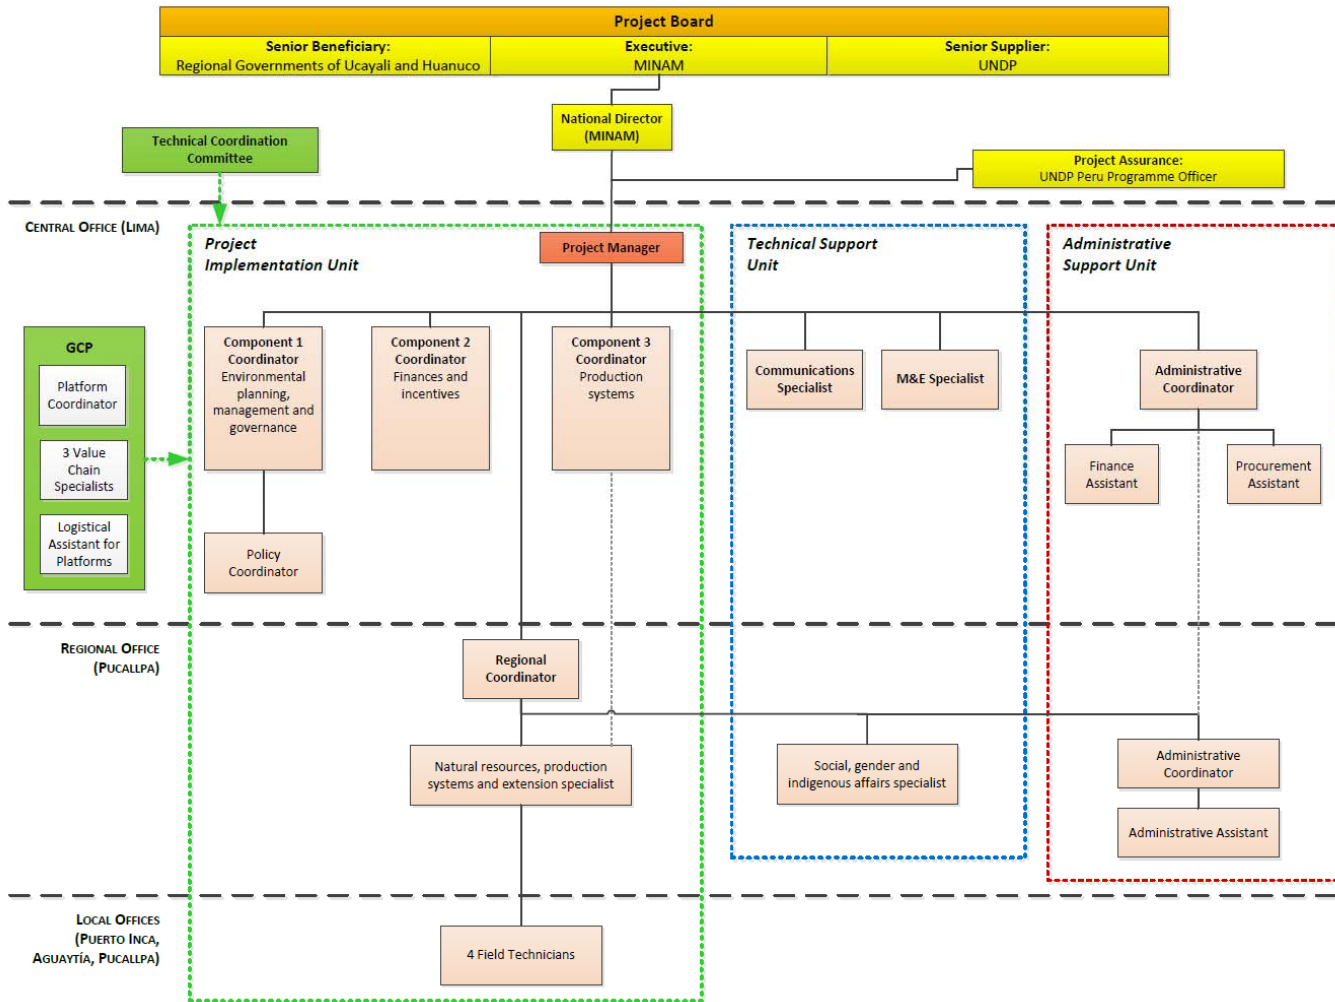 Project Board
Senior Beneficiary:
Regional Governments of Ucayali and Huanuco
Executive:
MINAM
Senior Supplier:
UNDP
National Director
(MINAM)
Technical Coordination
Committee
Project Assurance:
UNDP Peru Programme Officer
CENTRAL OFFICE (LIMA)
Project
Implementation Unit
Project Manager
Technical Support
Unit
Administrative
Support Unit
GCP
Platform
Coordinator
3 Value
Chain
Specialists
Logistical
Assistant for
Platforms
Component 1
Coordinator
Environmental
planning,
management and
governance
Component 2
Coordinator
Finances and
incentives
Component 3
Coordinator
Production
systems
Communications
Specialist
M&E Specialist
Administrative
Coordinator
Finance
Assistant
Procurement
Assistant
Policy
Coordinator
REGIONAL OFFICE
(PUCALLPA)
Regional
Coordinator
Natural resources, production
systems and extension specialist
Social, gender and
indigenous affairs specialist
Administrative
Coordinator
Administrative Assistant
LOCAL OFFICES
(PUERTO INCA,
AGUAYTÍA, PUCALLPA)
4 Field Technicians